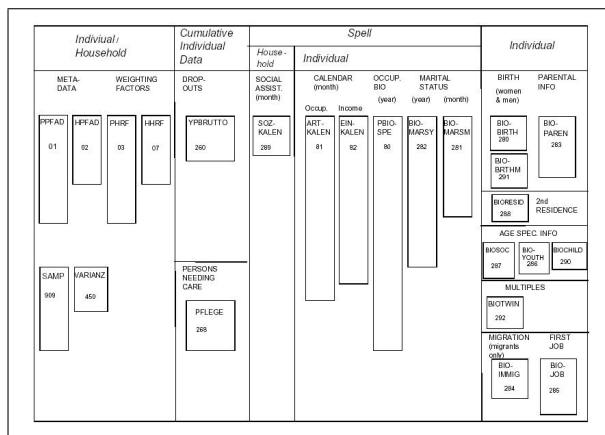 Indiviual /
Household
Cumulative
Individual
Data
Spell
House-
hold
Individual
Individual
META-
DATA
WEIGHTING
FACTORS
DROP-
OUTS
SOCIAL
ASSIST.
(month)
CALENDAR
(month)
OCCUP.
BIO
(year)
MARITAL
STATUS
(year) (month)
BIRTH
(women
& men)
PARENTAL
INFO
Occup. Income
PPFAD
01
HPFAD
02
PHRF
03
HHRF
07
YPBRUTTO
260
SOZ-
KALEN
289
ART-
KALEN
81
EIN-
KALEN
82
PBIO-
SPE
80
BIO-
MARSY
282
BIO-
MARSM
281
BIO-
BIRTH
280
BIO-
PAREN
283
BIO-
BRTHM
291
BIORESID
288
2nd
RESIDENCE
AGE SPEC. INFO
BIOSOC
287
BIO-
YOUTH
286
BIOCHILD
290
SAMP
909
VARIANZ
450
PERSONS
NEEDING
CARE
PFLEGE
268
MULTIPLES
BIOTWIN
292
MIGRATION
(migrants
only)
FIRST
JOB
BIO-
IMMIG
284
BIO-
JOB
285